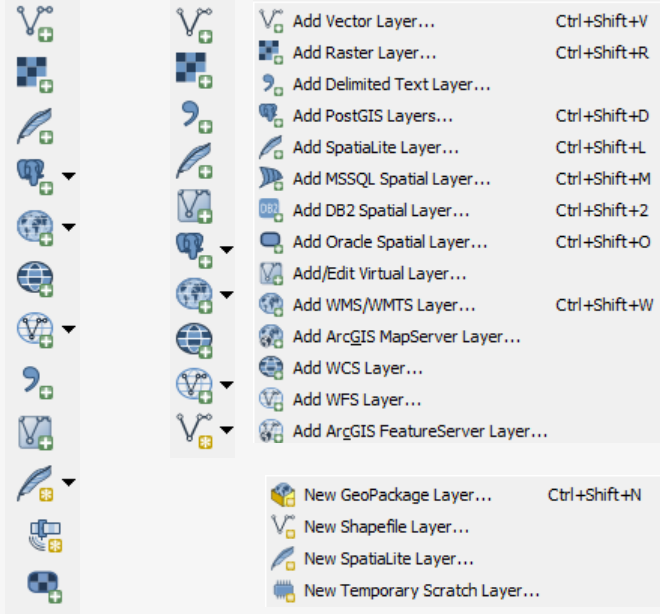 Add Vector Layer... Ctrl+Shift+V
Add Raster Layer... Ctrl+Shift+R
Add Delimited Text Layer...
Add PostGIS Layers... Ctrl+Shift+D
Add SpatiaLite Layer... Ctrl+Shift+L
Add MSSQL Spatial Layer... Ctrl+Shift+M
DB2 Add DB2 Spatial Layer... Ctrl+Shift+2
Add Oracle Spatial Layer... Ctrl+Shift+O
Add/Edit Virtual Layer...
Add WMS/WMTS Layer... Ctrl+Shift+W
Add ArcGIS MapServer Layer...
Add WCS Layer...
Add WFS Layer...
Add ArcGIS FeatureServer Layer...
New GeoPackage Layer... Ctrl+Shift+N
New Shapefile Layer...
New SpatiaLite Layer...
New Temporary Scratch Layer...